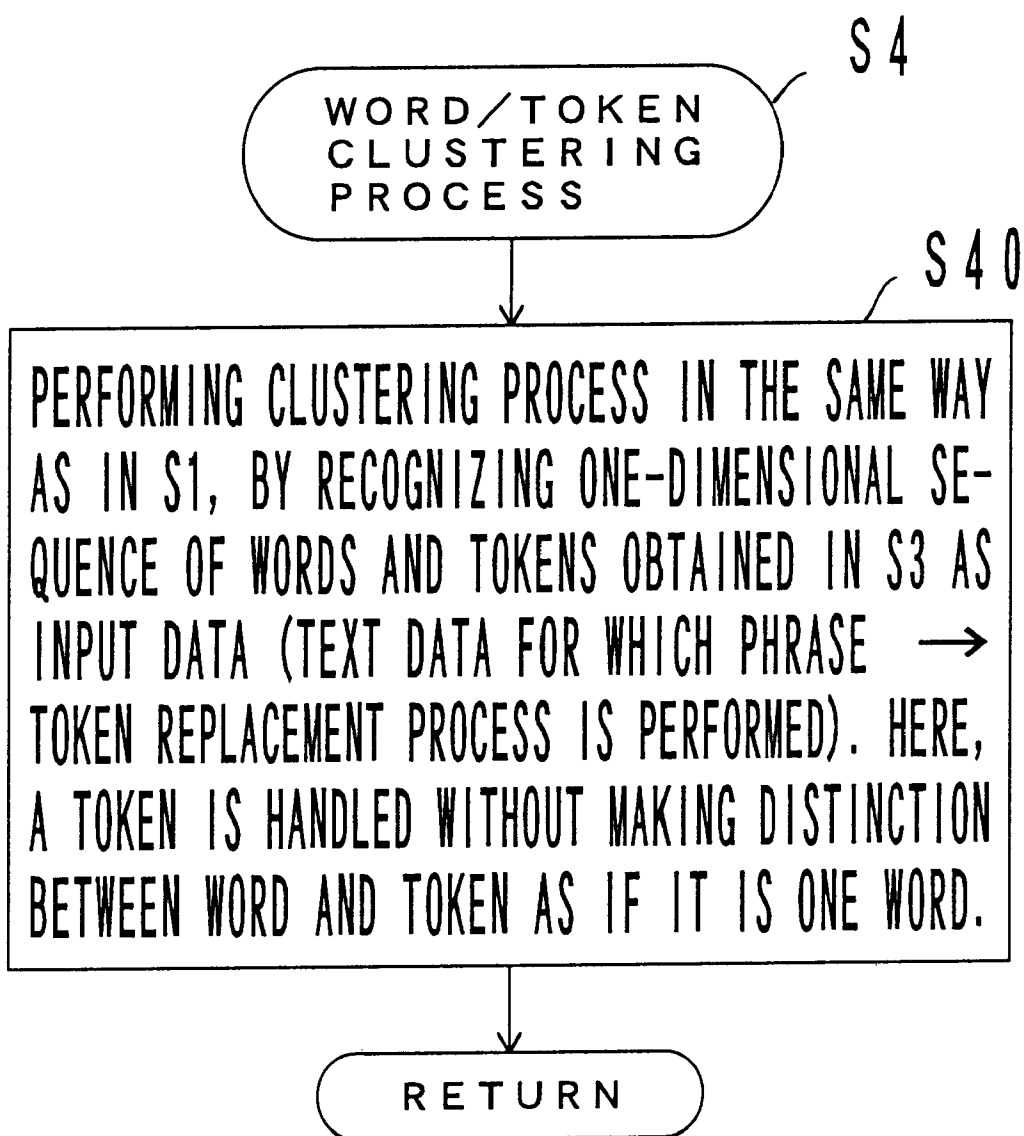 S4
WORD/TOKEN
CLUSTERING
PROCESS
S40
PERFORMING CLUSTERING PROCESS IN THE SAME WAY
AS IN S1, BY RECOGNIZING ONE-DIMENSIONAL SE-
QUENCE OF WORDS AND TOKENS OBTAINED IN S3 AS
INPUT DATA (TEXT DATA FOR WHICH PHRASE →
TOKEN REPLACEMENT PROCESS IS PERFORMED). HERE,
A TOKEN IS HANDLED WITHOUT MAKING DISTINCTION
BETWEEN WORD AND TOKEN AS IF IT IS ONE WORD.
RETURN